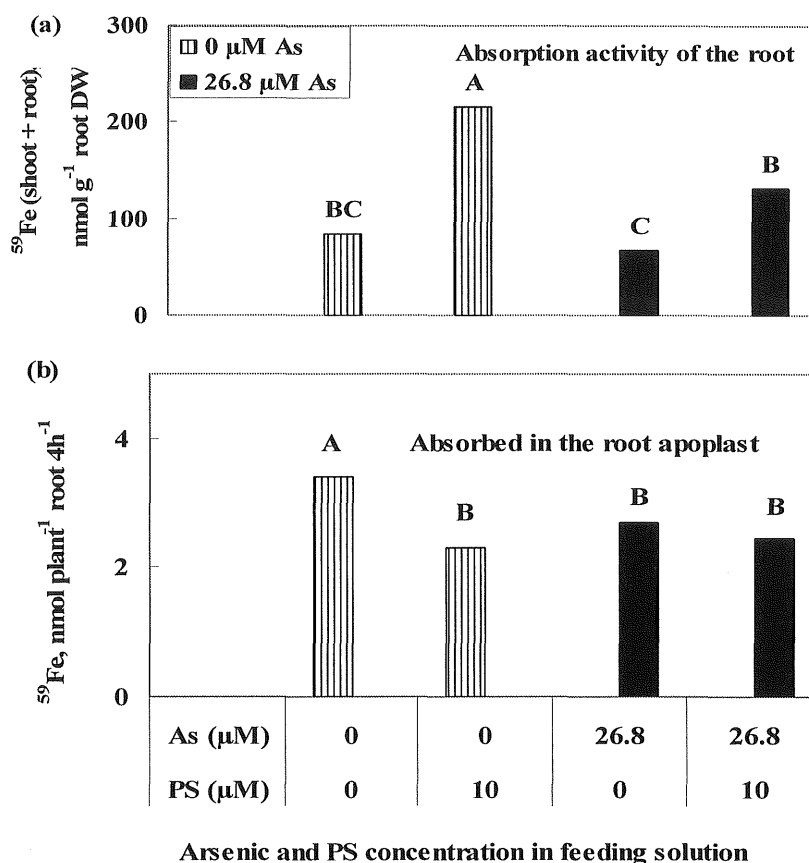 (a)
300
200
100
0
⁵⁹Fe (shoot + root),
nmol g⁻¹ root DW
0 µM As
26.8 µM As
Absorption activity of the root
BC
A
C
B
(b)
4
2
0
⁵⁹Fe, nmol plant⁻¹ root 4h⁻¹
Absorbed in the root apoplast
A
B
B
B
As (µM) 0 0 26.8 26.8
PS (µM) 0 10 0 10
Arsenic and PS concentration in feeding solution